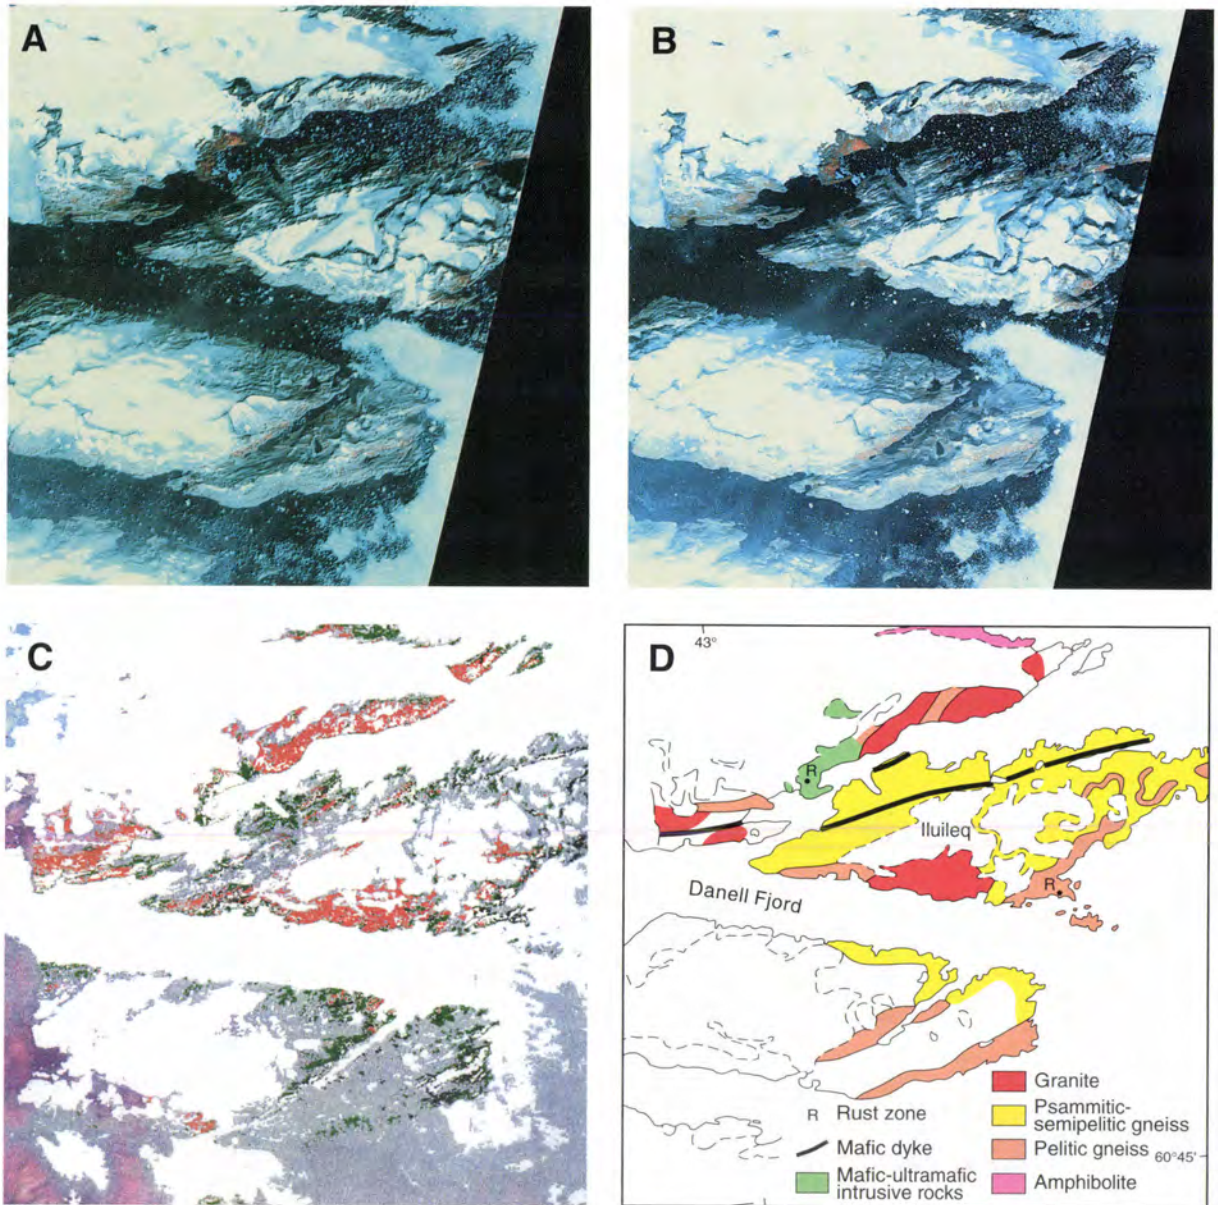 A
B
C
D
43°
R
Iluileq
R
Danell Fjord
Granite
R Rust zone
Psammitic-
semipelitic gneiss
Mafic dyke
Pelitic gneiss
60°45'
Mafic-ultramafic
intrusive rocks
Amphibolite